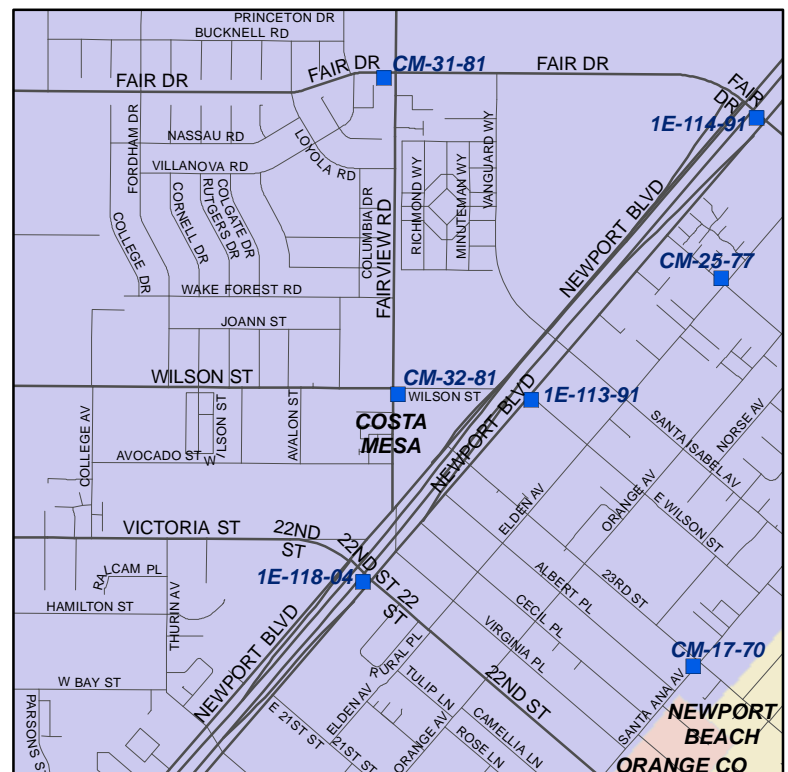 PRINCETON DR
BUCKNELL RD
FAIR DR
FAIR DR
CM-31-81
FAIR DR
FAIR
DR
1E-114-91
FORDHAM DR
NASSAU RD
LOYOLA RD
VILLANOVA RD
COLLEGE DR
CORNELL DR
RUTGERS DR
COLGATE DR
COLUMBIA DR
FAIRVIEW RD
RICHMOND WY
MINUTEMAN WY
VANGUARD WY
NEWPORT BLVD
CM-25-77
WAKE FOREST RD
JOANN ST
WILSON ST
CM-32-81
WILSON ST
1E-113-91
COSTA
MESA
NEWPORT BLVD
COLLEGE AV
AVOCADO ST
W
LSON ST
AVALON ST
SANTA ISABEL AV
NORSE AV
ELDEN AV
ORANGE AV
E WILSON ST
VICTORIA ST
22ND
ST
22ND ST
22
ST
1E-118-04
RALCAM PL
HAMILTON ST
THURIN AV
ALBERT PL
23RD ST
CECIL PL
VIRGINIA PL
CM-17-70
NEWPORT BLVD
W BAY ST
PARSONS S
URAL PL
22ND ST
TULIP LN
ELDEN AV
CAMELLIA LN
ORANGE AV
ROSE LN
E 21ST ST
21ST ST
SANTA ANA AV
NEWPORT
BEACH
ORANGE CO